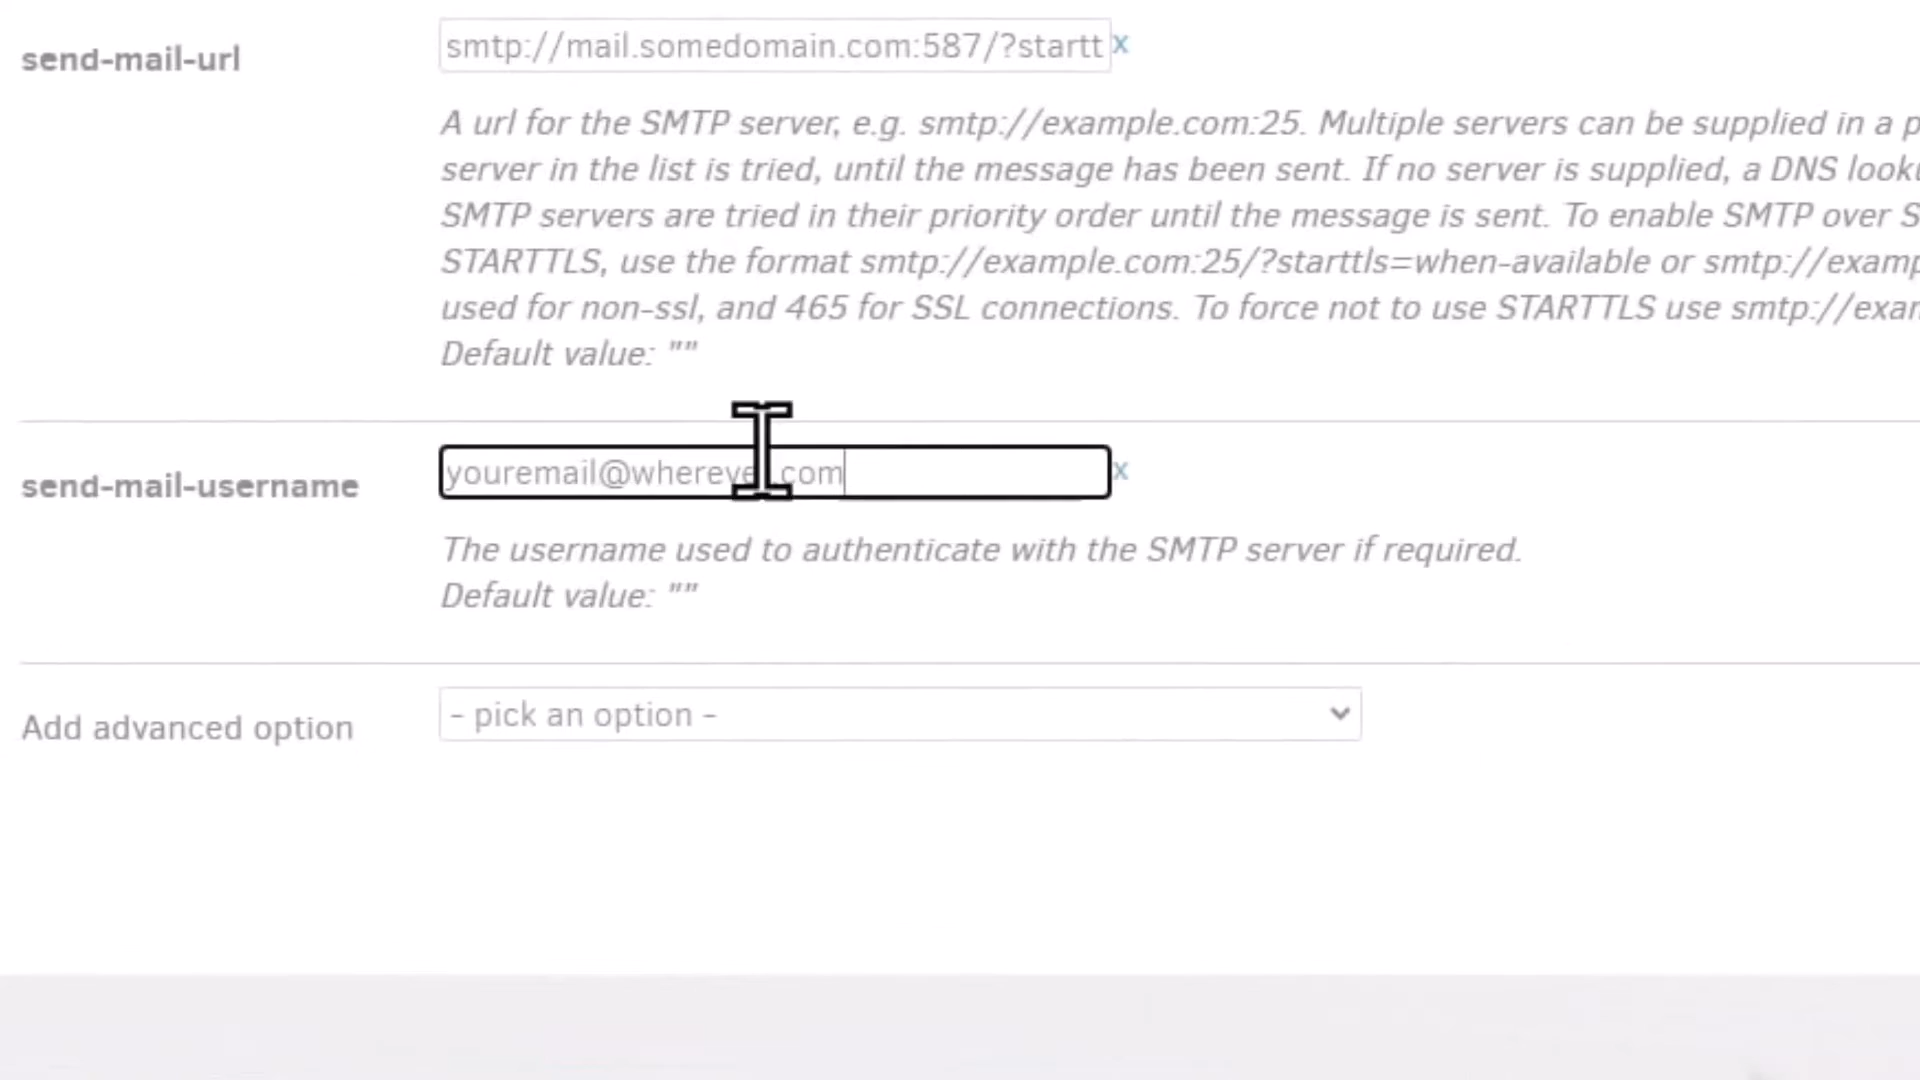 send-mail-url
smtp://mail.somedomain.com:587/?startt x
A url for the SMTP server, e.g. smtp://example.com:25. Multiple servers can be supplied in a p
server in the list is tried, until the message has been sent. If no server is supplied, a DNS look
SMTP servers are tried in their priority order until the message is sent. To enable SMTP over S
STARTTLS, use the format smtp://example.com:25/?starttls=when-available or smtp://examp
used for non-ssl, and 465 for SSL connections. To force not to use STARTTLS use smtp://exam
Default value: ""
send-mail-username
youremail@whereve com x
The username used to authenticate with the SMTP server if required.
Default value: ""
Add advanced option
- pick an option -